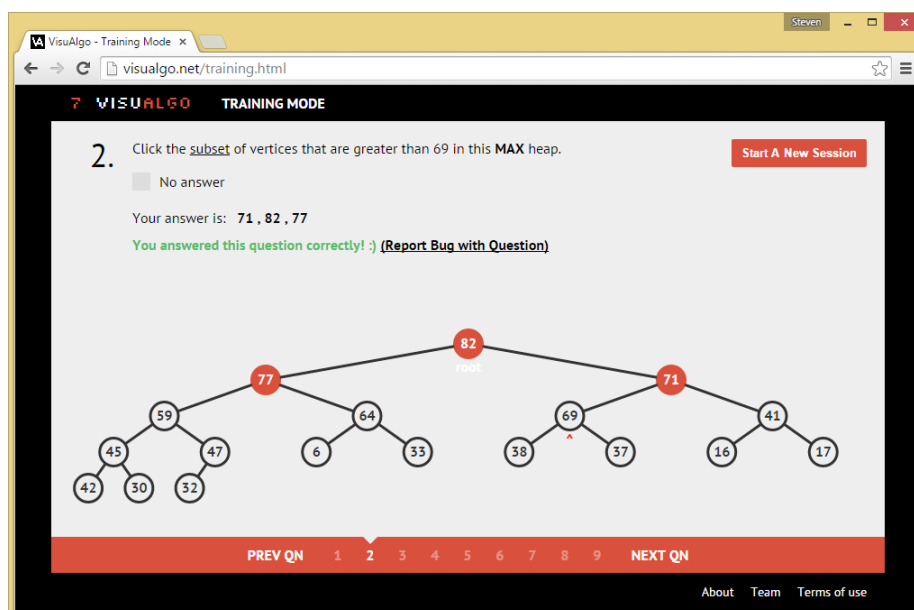 Steven
VisuAlgo - Training Mode
visualgo.net/training.html
7 VISUALGO TRAINING MODE
2. Click the subset of vertices that are greater than 69 in this MAX heap.
Start A New Session
No answer
Your answer is: 71 , 82 , 77
You answered this question correctly! :) (Report Bug with Question)
82
root
77 71
59 64 69 41
^
45 47 6 33 38 37 16 17
42 30 32
PREV QN 1 2 3 4 5 6 7 8 9 NEXT QN
About Team Terms of use